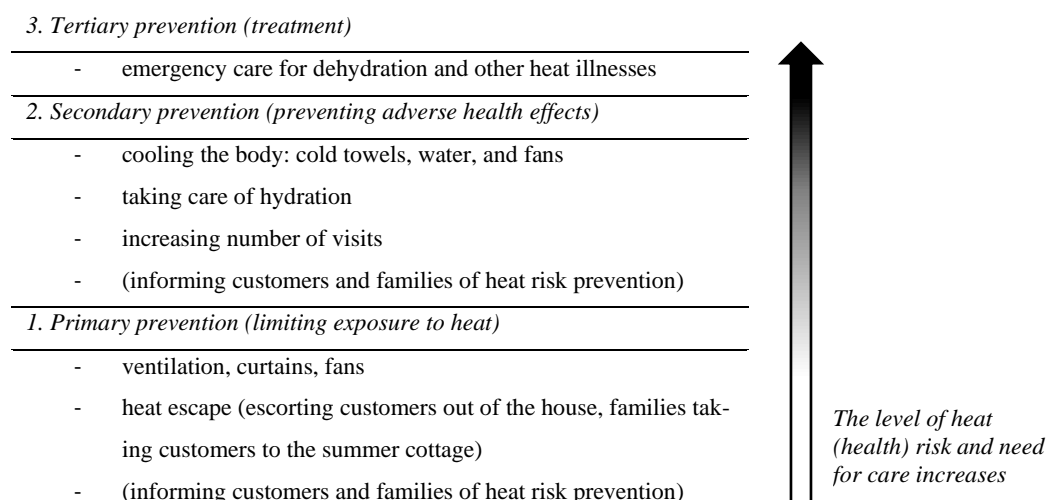 3. Tertiary prevention (treatment)
- emergency care for dehydration and other heat illnesses
2. Secondary prevention (preventing adverse health effects)
- cooling the body: cold towels, water, and fans
- taking care of hydration
- increasing number of visits
- (informing customers and families of heat risk prevention)
1. Primary prevention (limiting exposure to heat)
- ventilation, curtains, fans
- heat escape (escorting customers out of the house, families tak-
ing customers to the summer cottage)
- (informing customers and families of heat risk prevention)
The level of heat
(health) risk and need
for care increases